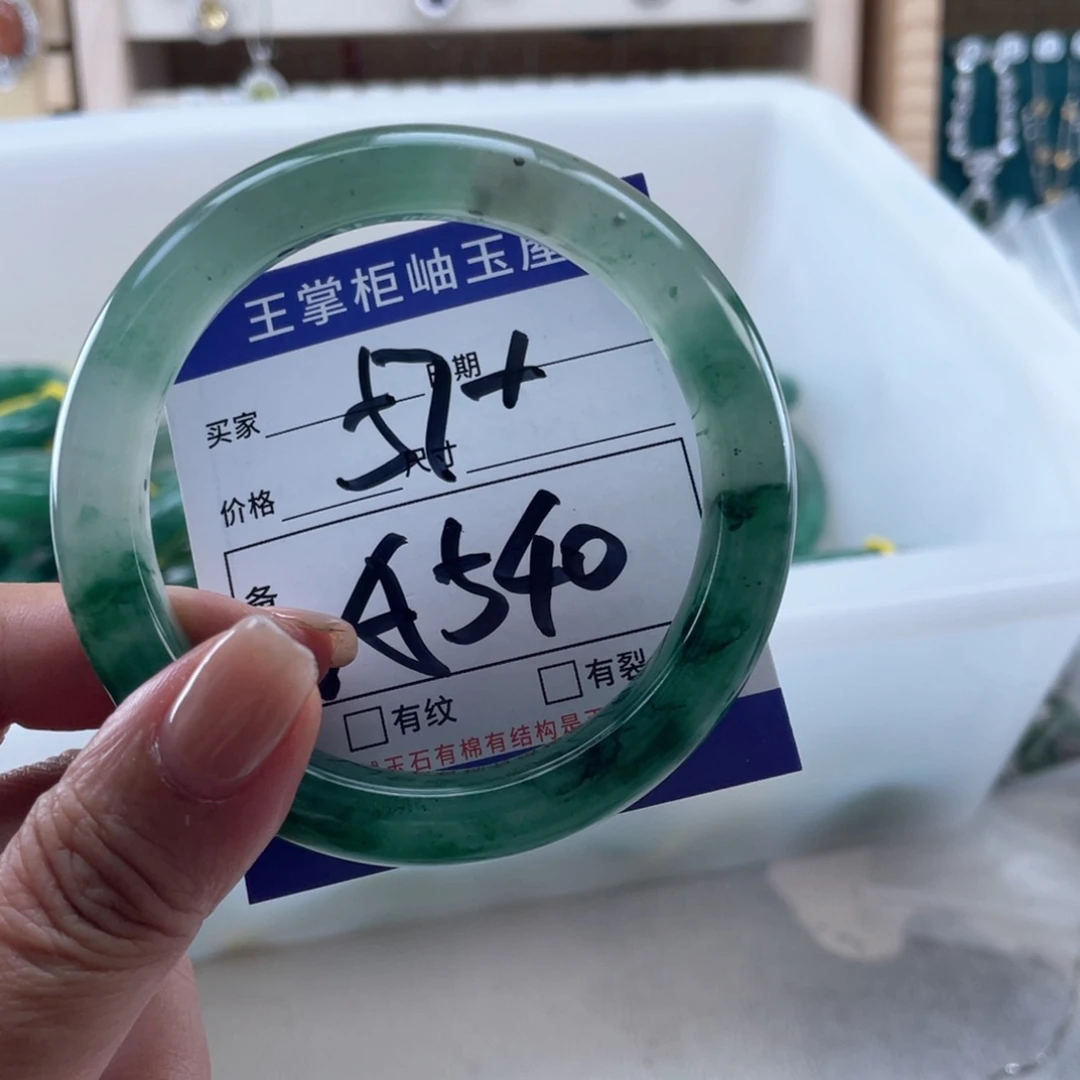 王掌柜岫玉屋
买家 日期
57+
价格 尺寸
备
A540
有纹 有裂
玉石有棉有结构是